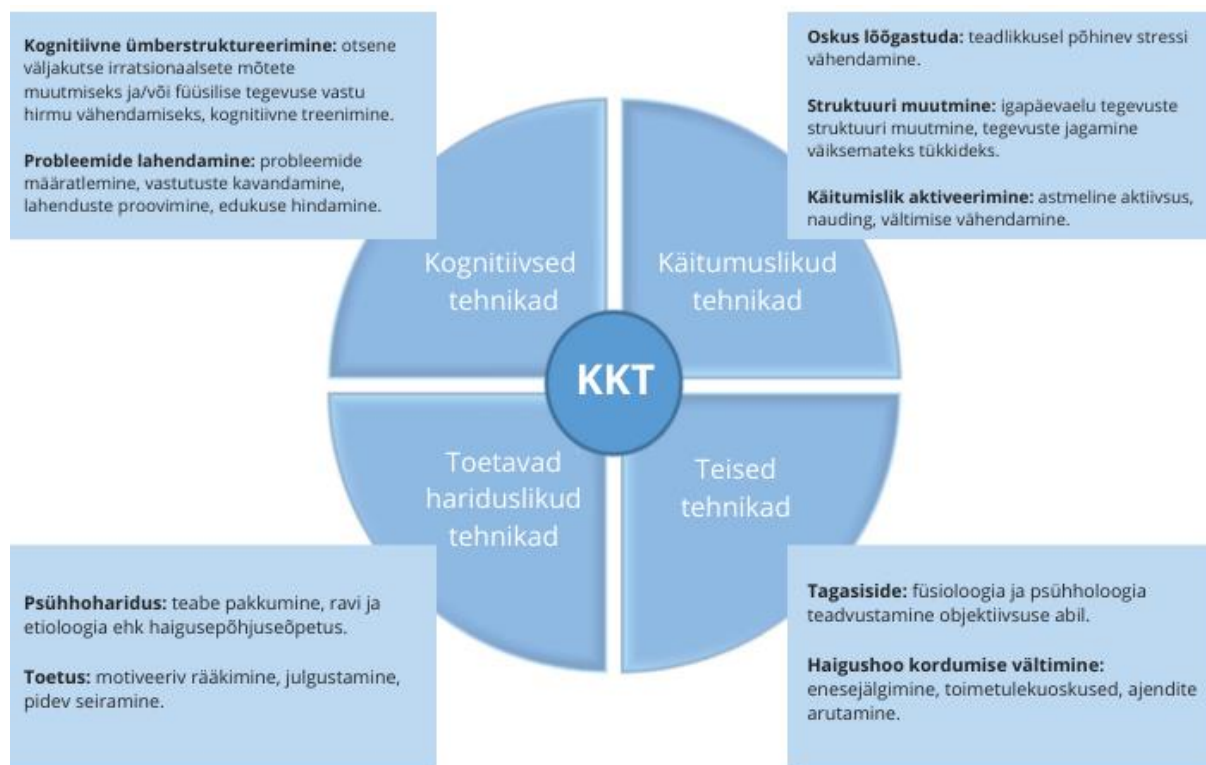 Kognitiivne ümberstruktureerimine: otsene
väljakutse irratsionaalsete mõtete
muutmiseks ja/või füüsilise tegevuse vastu
hirmu vähendamiseks, kognitiivne treenimine.
Probleemide lahendamine: probleemide
määratlemine, vastutuste kavandamine,
lahenduste proovimine, edukuse hindamine.
Oskus lõõgastuda: teadlikkusel põhinev stressi
vähendamine.
Struktuuri muutmine: igapäevaelu tegevuste
struktuuri muutmine, tegevuste jagamine
väiksemateks tükkideks.
Käitumislik aktiveerimine: astmeline aktiivsus,
nauding, vältimise vähendamine.
Kognitiivsed
tehnikad
Käitumuslikud
tehnikad
KKT
Toetavad
hariduslikud
tehnikad
Teised
tehnikad
Psühhoharidus: teabe pakkumine, ravi ja
etioloogia ehk haigusepõhjuseõpetus.
Toetus: motiveeriv rääkimine, julgustamine,
pidev seiramine.
Tagasiside: füsioloogia ja psühholoogia
teadvustamine objektiivsuse abil.
Haigushoo kordumise vältimine:
enesejälgimine, toimetulekuoskused, ajendite
arutamine.